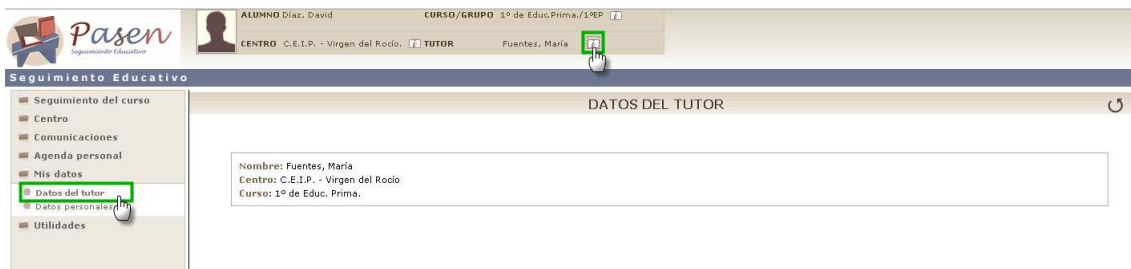 Pasen
Seguimiento Educativo
ALUMNO Díaz, David CURSO/GRUPO 1º de Educ.Prima./1ºEP i
CENTRO C.E.I.P. - Virgen del Rocío. i TUTOR Fuentes, María i
Seguimiento Educativo
Seguimiento del curso
Centro
Comunicaciones
Agenda personal
Mis datos
Datos del tutor
Datos personales
Utilidades
DATOS DEL TUTOR
Nombre: Fuentes, María
Centro: C.E.I.P. - Virgen del Rocío
Curso: 1º de Educ. Prima.